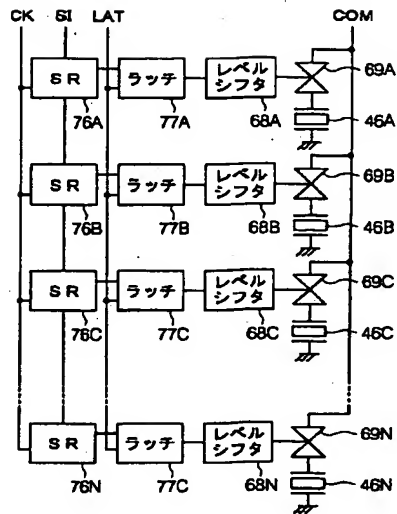 CK SI LAT COM
SR ラッチ レベルシフタ 69A
76A 77A 68A 46A
SR ラッチ レベルシフタ 69B
76B 77B 68B 46B
SR ラッチ レベルシフタ 69C
76C 77C 68C 46C
SR ラッチ レベルシフタ 69N
76N 77C 68N 46N